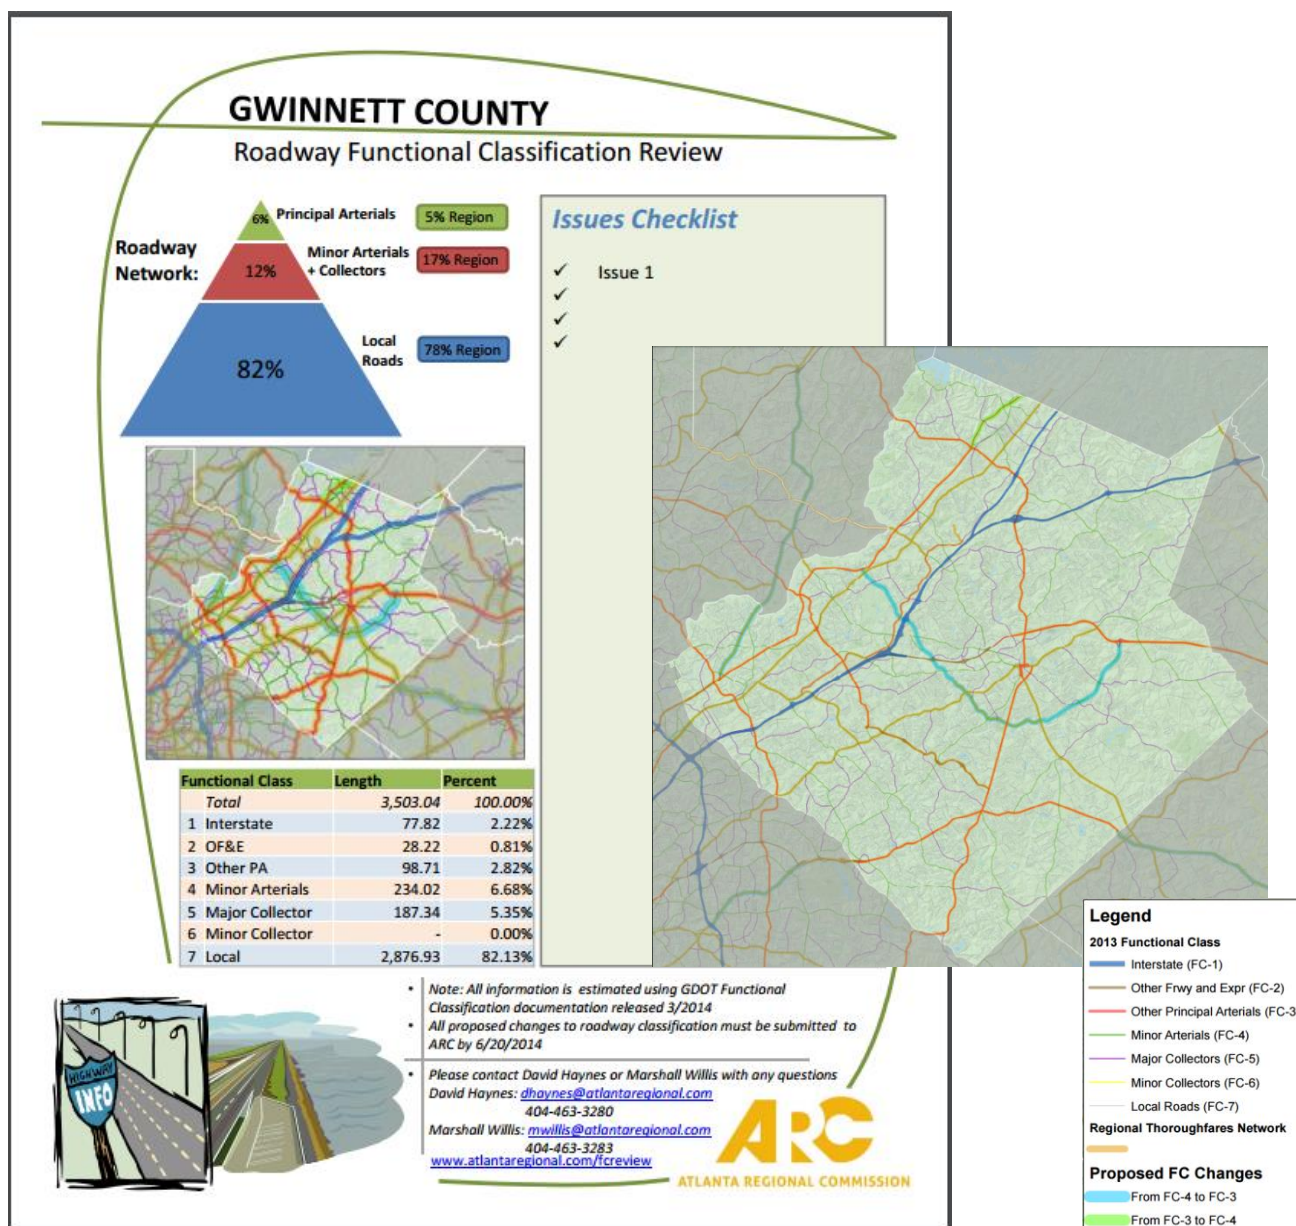 GWINNETT COUNTY
Roadway Functional Classification Review
Roadway
Network:
6%
Principal Arterials
5% Region
12%
Minor Arterials
+ Collectors
17% Region
82%
Local
Roads
78% Region
Issues Checklist
✓ Issue 1
✓
✓
✓
Functional Class Length Percent
Total 3,503.04 100.00%
1 Interstate 77.82 2.22%
2 OF&E 28.22 0.81%
3 Other PA 98.71 2.82%
4 Minor Arterials 234.02 6.68%
5 Major Collector 187.34 5.35%
6 Minor Collector - 0.00%
7 Local 2,876.93 82.13%
• Note: All information is estimated using GDOT Functional
Classification documentation released 3/2014
• All proposed changes to roadway classification must be submitted to
ARC by 6/20/2014
• Please contact David Haynes or Marshall Willis with any questions
David Haynes: dhaynes@atlantaregional.com
404-463-3280
Marshall Willis: mwillis@atlantaregional.com
404-463-3283
www.atlantaregional.com/fcreview
HIGHWAY
INFO
ARC
ATLANTA REGIONAL COMMISSION
Legend
2013 Functional Class
Interstate (FC-1)
Other Frwy and Expr (FC-2)
Other Principal Arterials (FC-3
Minor Arterials (FC-4)
Major Collectors (FC-5)
Minor Collectors (FC-6)
Local Roads (FC-7)
Regional Thoroughfares Network
Proposed FC Changes
From FC-4 to FC-3
From FC-3 to FC-4